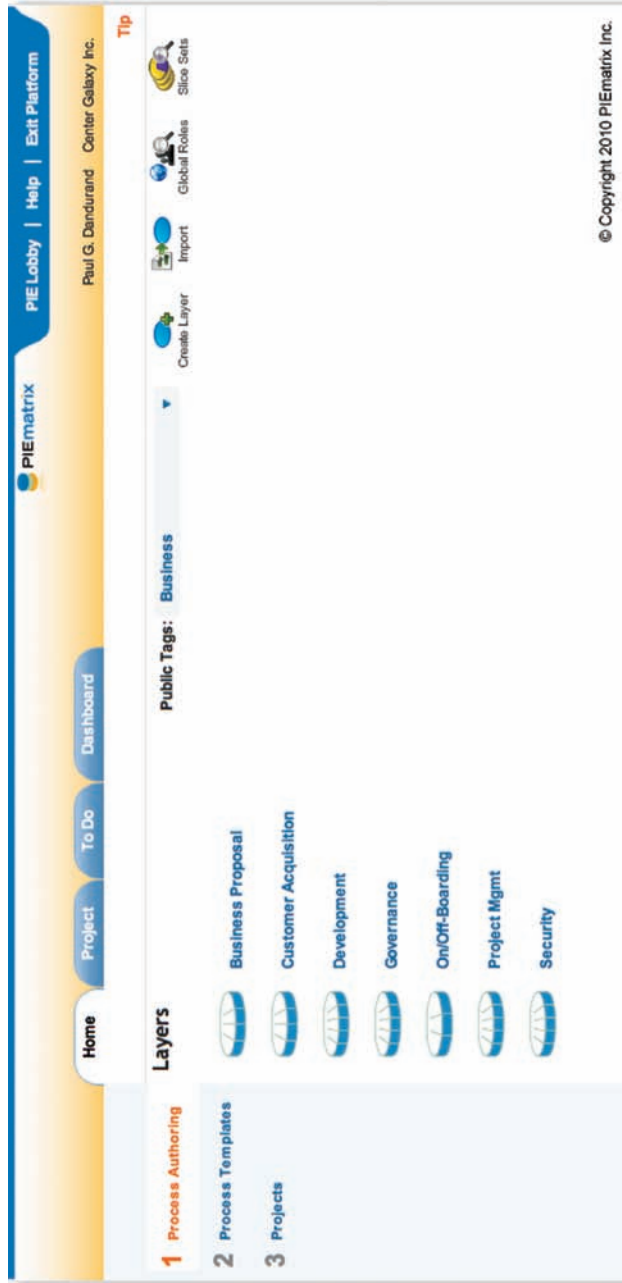 PIE Lobby | Help | Exit Platform
PIEmatrix
Paul G. Dandurand Center Galaxy Inc.
Home Project To Do Dashboard
Tip
1 Process Authoring
2 Process Templates
3 Projects
Layers
Public Tags: Business
Create Layer
Import
Global Roles
Slice Sets
Business Proposal
Customer Acquisition
Development
Governance
On/Off-Boarding
Project Mgmt
Security
© Copyright 2010 PIEmatrix Inc.